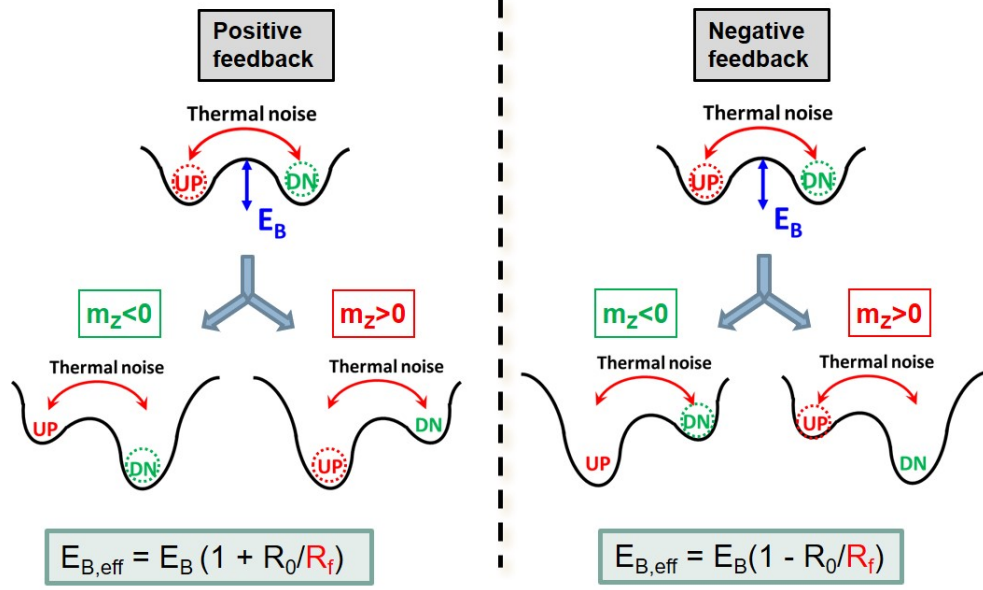 Positive
feedback
Thermal noise
UP
DN
E_B
m_z<0
m_z>0
Thermal noise
UP
DN
Thermal noise
UP
DN
E_B,eff = E_B (1 + R_0/R_f)
Negative
feedback
Thermal noise
UP
DN
E_B
m_z<0
m_z>0
Thermal noise
UP
DN
Thermal noise
UP
DN
E_B,eff = E_B(1 - R_0/R_f)